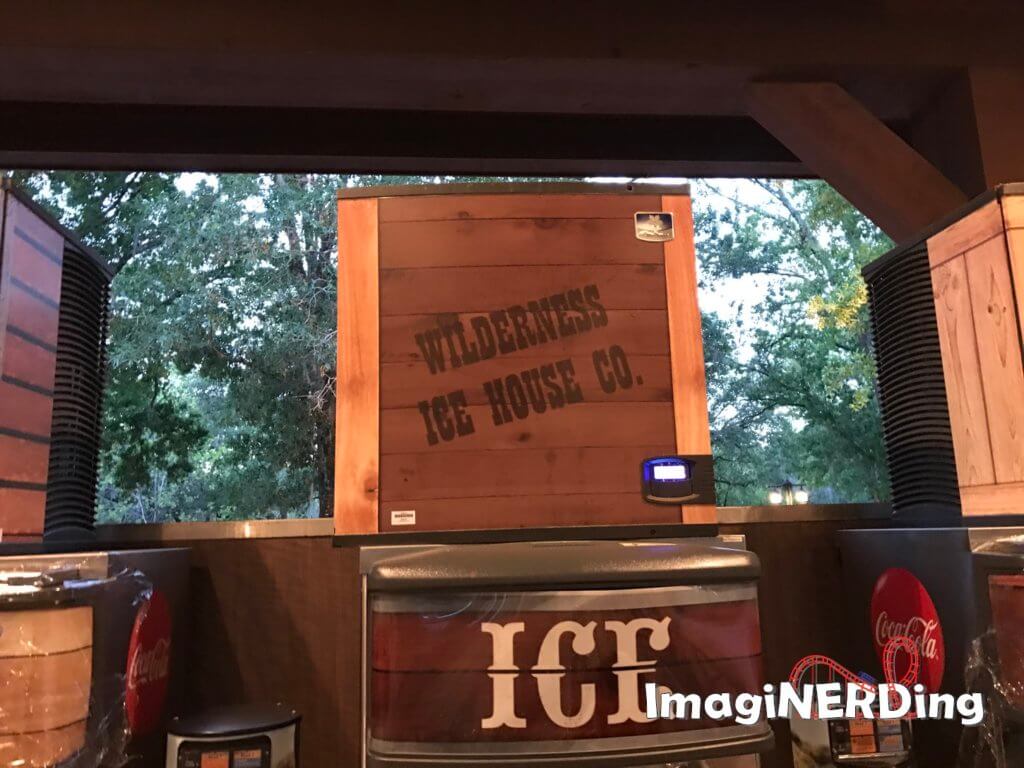 WILDERNESS
ICE HOUSE CO.
ICE
Coca-Cola
Coca-Cola
ImagiNERDing